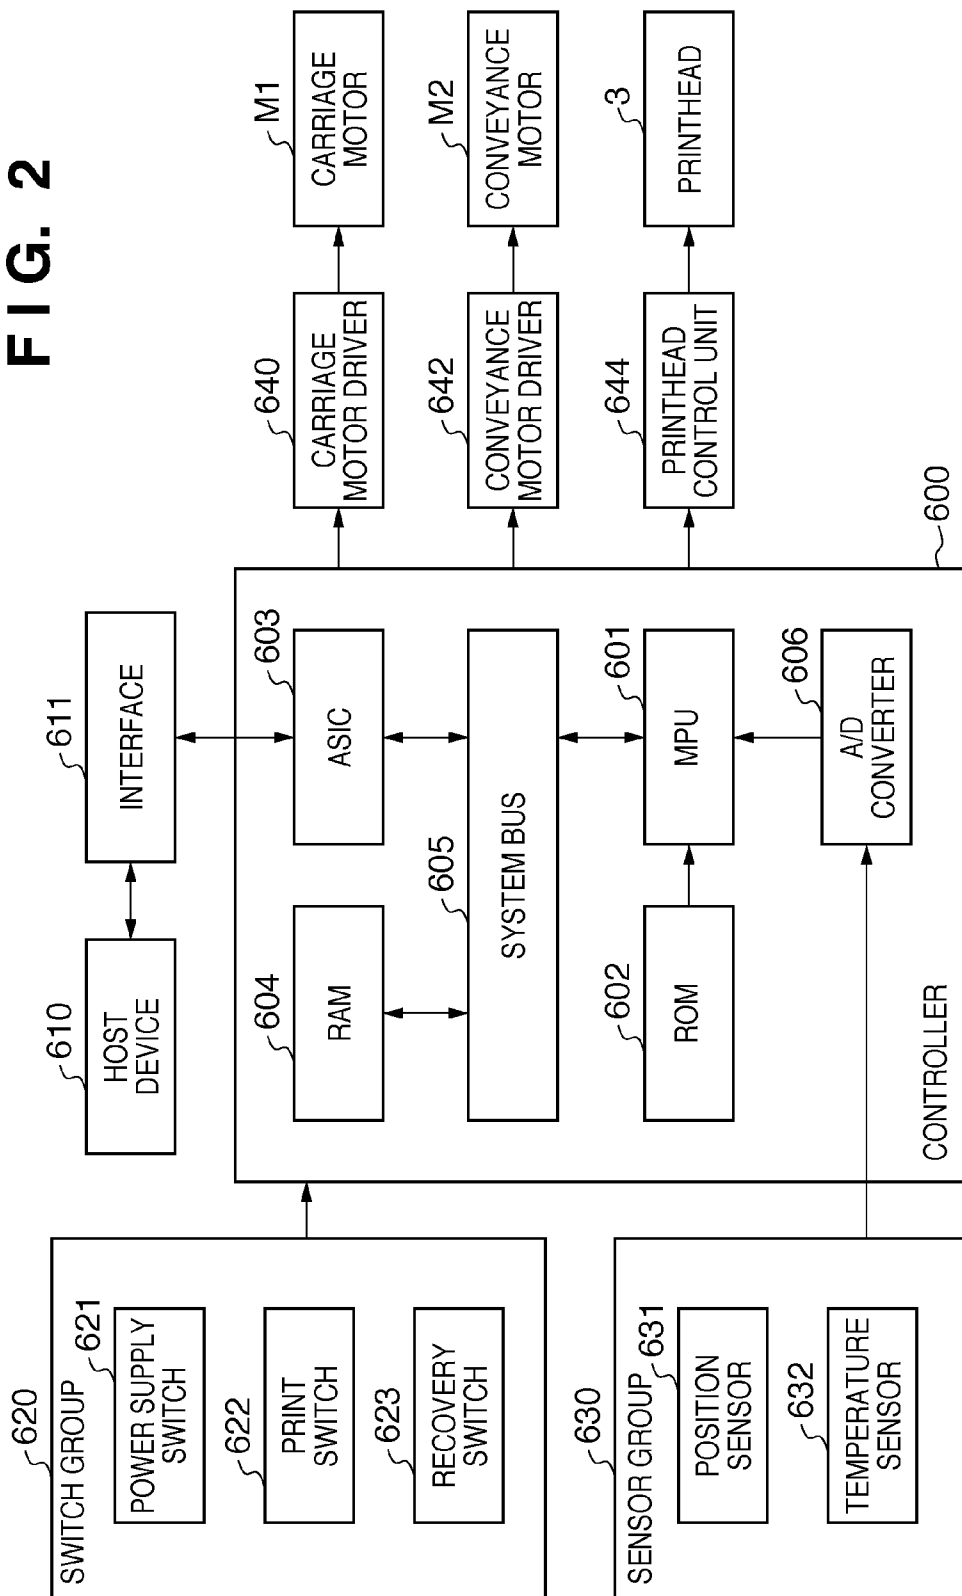 FIG. 2
610
HOST
DEVICE
611
INTERFACE
620
SWITCH GROUP
621
POWER SUPPLY
SWITCH
622
PRINT
SWITCH
623
RECOVERY
SWITCH
630
SENSOR GROUP
631
POSITION
SENSOR
632
TEMPERATURE
SENSOR
604
RAM
603
ASIC
605
SYSTEM BUS
602
ROM
601
MPU
606
A/D
CONVERTER
CONTROLLER
600
640
CARRIAGE
MOTOR DRIVER
M1
CARRIAGE
MOTOR
642
CONVEYANCE
MOTOR DRIVER
M2
CONVEYANCE
MOTOR
644
PRINTHEAD
CONTROL UNIT
3
PRINTHEAD